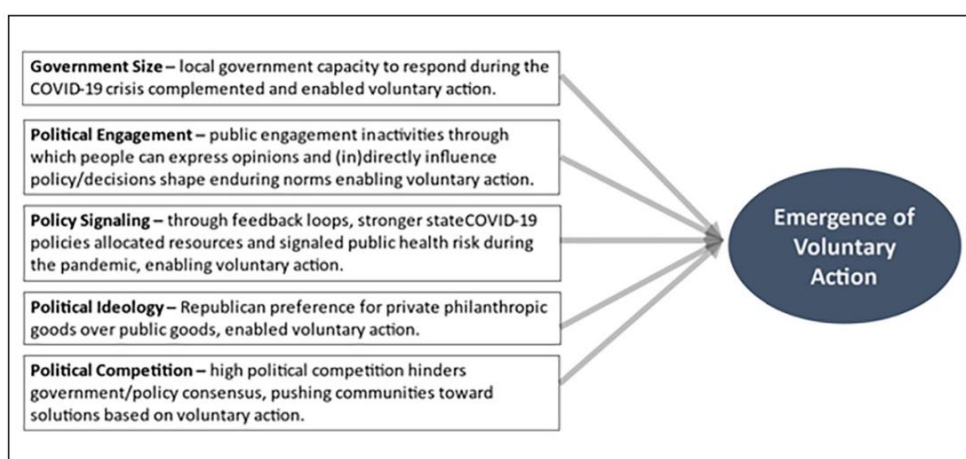 Government Size – local government capacity to respond during the
COVID-19 crisis complemented and enabled voluntary action.
Political Engagement – public engagement inactivities through
which people can express opinions and (in)directly influence
policy/decisions shape enduring norms enabling voluntary action.
Policy Signaling – through feedback loops, stronger stateCOVID-19
policies allocated resources and signaled public health risk during
the pandemic, enabling voluntary action.
Political Ideology – Republican preference for private philanthropic
goods over public goods, enabled voluntary action.
Political Competition – high political competition hinders
government/policy consensus, pushing communities toward
solutions based on voluntary action.
Emergence of
Voluntary
Action